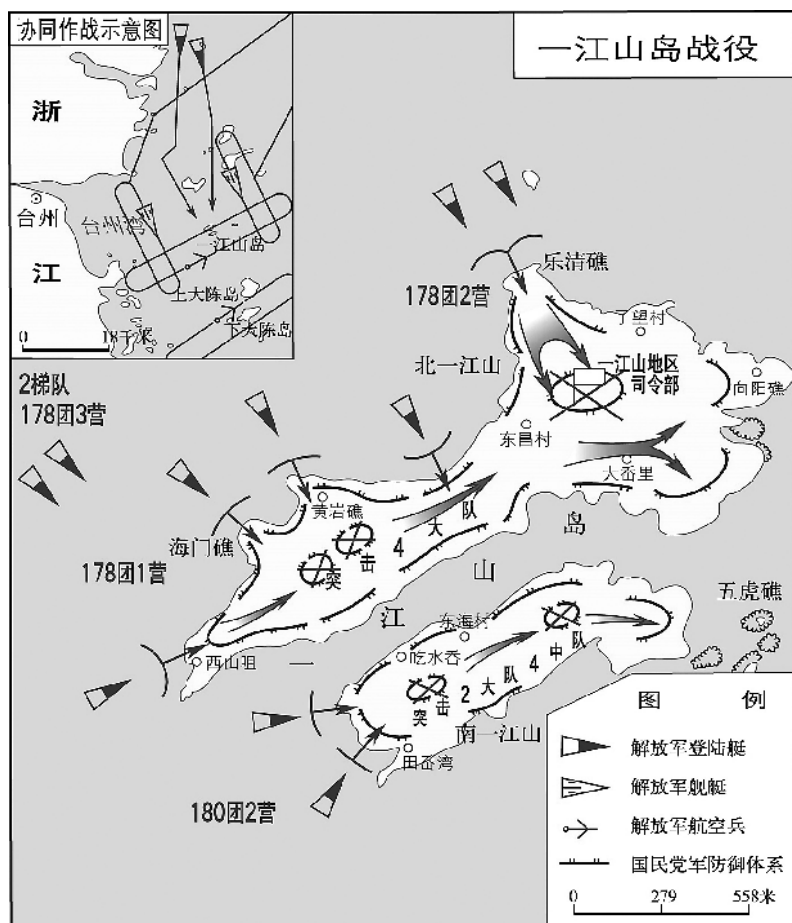 协同作战示意图
一江山岛战役
浙
江
台州
台州湾
一江山岛
上大陈岛
下大陈岛
0 18千米
乐清礁
178团2营
了望村
北一江山
一江山地区
司令部
向阳礁
2梯队
178团3营
东昌村
大岙里
黄岩礁
海门礁
突击4大队
178团1营
一江山岛
五虎礁
东海村
西山咀
吃水岙
突击2大队4中队
南一江山
田岙湾
180团2营
图 例
解放军登陆艇
解放军舰艇
解放军航空兵
国民党军防御体系
0 279 558米